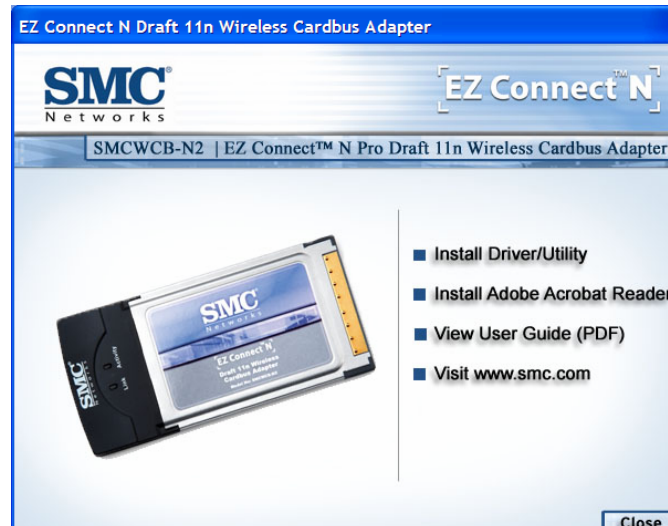 EZ Connect N Draft 11n Wireless Cardbus Adapter
SMC®
Networks
EZ Connect™ N
SMCWCB-N2 | EZ Connect™ N Pro Draft 11n Wireless Cardbus Adapter
Install Driver/Utility
Install Adobe Acrobat Reader
View User Guide (PDF)
Visit www.smc.com
SMC
Networks
EZ Connect N
Draft 11n Wireless
Cardbus Adapter
SMC
Networks
Link
Activity
Close